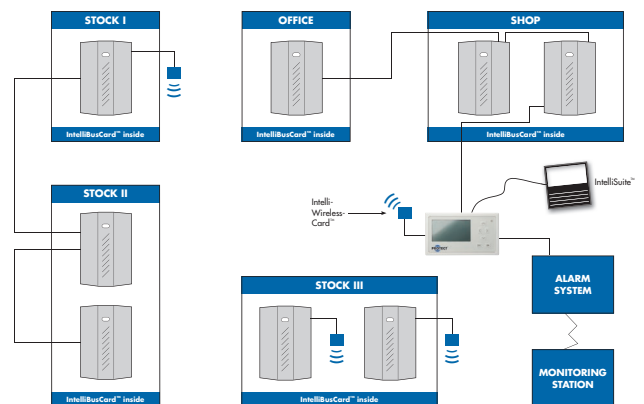 STOCK I
IntelliBusCard™ inside
OFFICE
IntelliBusCard™ inside
SHOP
IntelliBusCard™ inside
STOCK II
IntelliBusCard™ inside
Intelli-
Wireless-
Card™
IntelliSuite™
PROTECT
STOCK III
IntelliBusCard™ inside
ALARM
SYSTEM
MONITORING
STATION